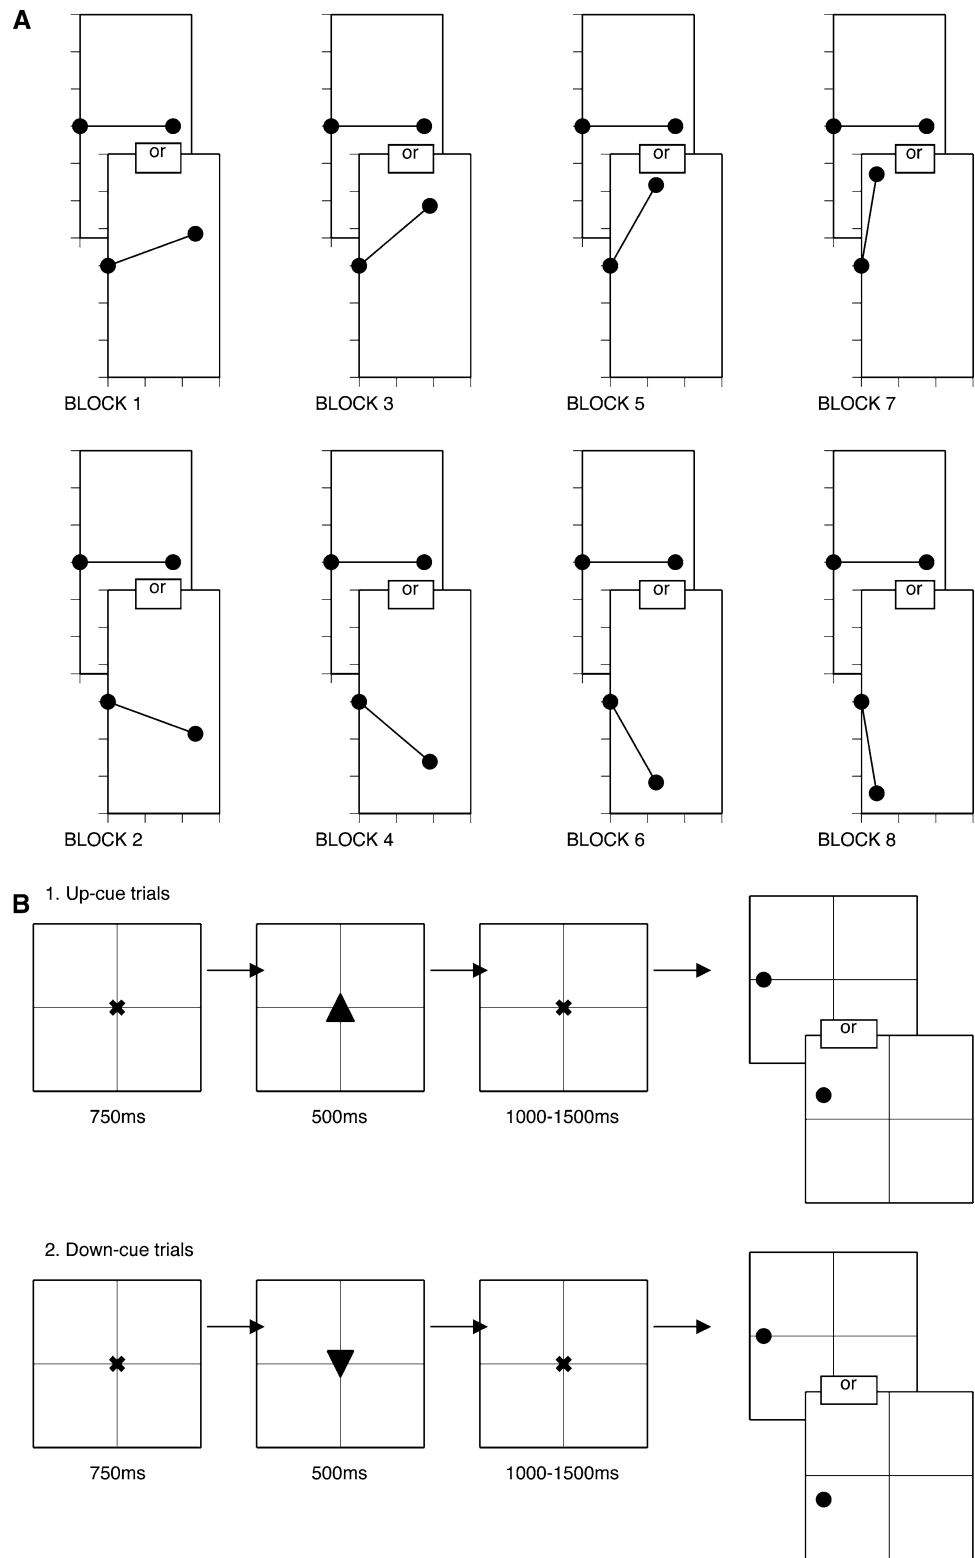 A
or
or
or
or
BLOCK 1
BLOCK 3
BLOCK 5
BLOCK 7
or
or
or
or
BLOCK 2
BLOCK 4
BLOCK 6
BLOCK 8
B
1. Up-cue trials
or
750ms
500ms
1000-1500ms
2. Down-cue trials
or
750ms
500ms
1000-1500ms